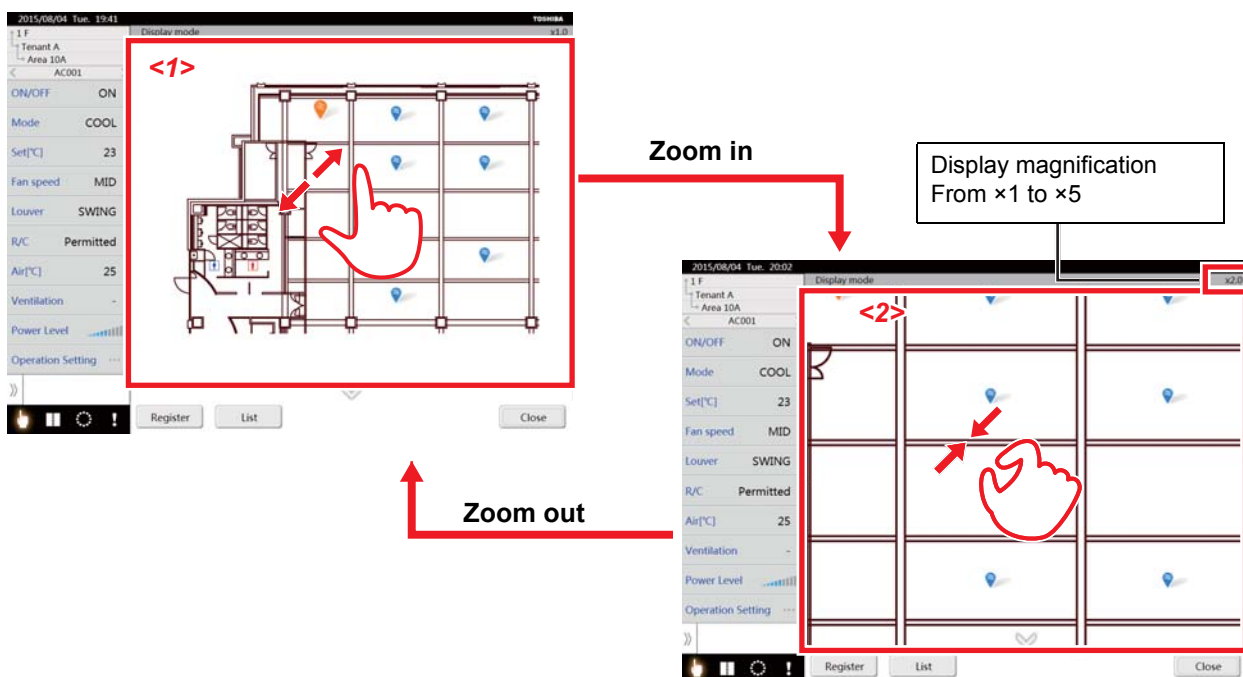 2015/08/04 Tue. 19:41
TOSHIBA
1 F
Tenant A
Area 10A
AC001
ON/OFF ON
Mode COOL
Set[°C] 23
Fan speed MID
Louver SWING
R/C Permitted
Air[°C] 25
Ventilation -
Power Level
Operation Setting ...
Display mode x1.0
<1>
Register List Close
Zoom in
Display magnification
From ×1 to ×5
Zoom out
2015/08/04 Tue. 20:02
1 F
Tenant A
Area 10A
AC001
ON/OFF ON
Mode COOL
Set[°C] 23
Fan speed MID
Louver SWING
R/C Permitted
Air[°C] 25
Ventilation -
Power Level
Operation Setting ...
Display mode x2.0
<2>
Register List Close